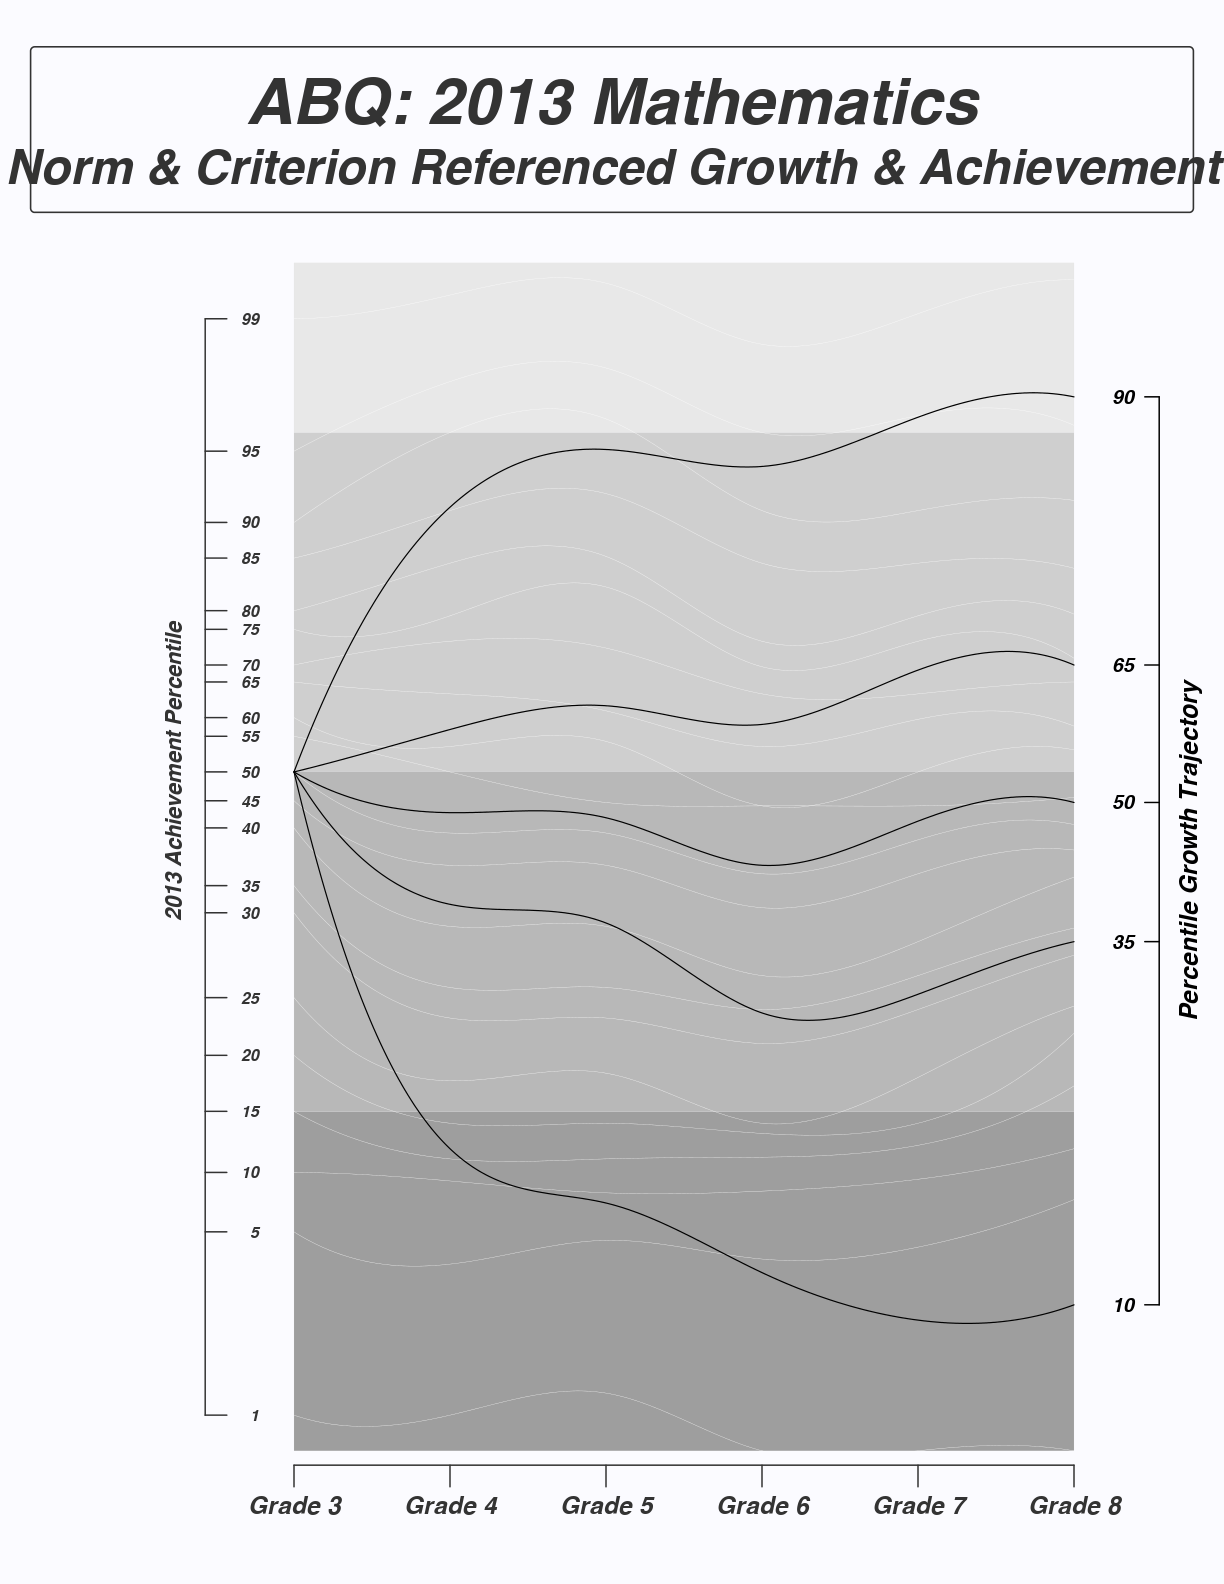 ABQ: 2013 Mathematics
Norm & Criterion Referenced Growth & Achievement
2013 Achievement Percentile
99
95
90
85
80
75
70
65
60
55
50
45
40
35
30
25
20
15
10
5
1
90
65
50
35
10
Percentile Growth Trajectory
Grade 3
Grade 4
Grade 5
Grade 6
Grade 7
Grade 8